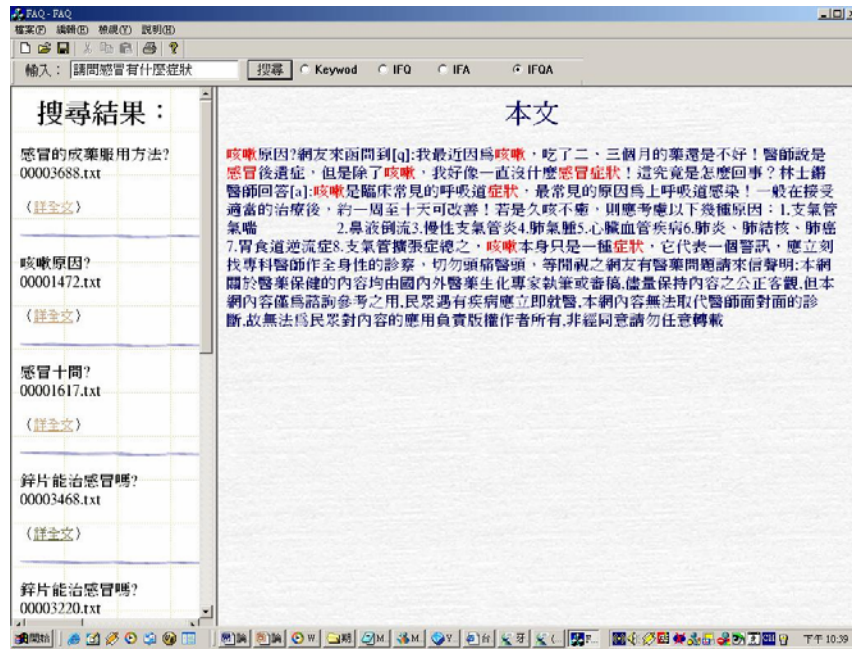 FAQ - FAQ
檔案(F) 編輯(E) 檢視(V) 說明(H)
輸入： 請問感冒有什麼症狀 搜尋 Keywod IFQ IFA IFQA
搜尋結果：
感冒的成藥服用方法?
00003688.txt
（詳全文）
咳嗽原因?
00001472.txt
（詳全文）
感冒十問?
00001617.txt
（詳全文）
鋅片能治感冒嗎?
00003468.txt
（詳全文）
鋅片能治感冒嗎?
00003220.txt
本文
咳嗽原因?網友來函問到[q]:我最近因為咳嗽，吃了二、三個月的藥還是不好！醫師說是
感冒後遺症，但是除了咳嗽，我好像一直沒什麼感冒症狀！這究竟是怎麼回事？林士鏘
醫師回答[a]:咳嗽是臨床常見的呼吸道症狀，最常見的原因為上呼吸道感染！一般在接受
適當的治療後，約一周至十天可改善！若是久咳不癒，則應考慮以下幾種原因：1.支氣管
氣喘 2.鼻液倒流3.慢性支氣管炎4.肺氣腫5.心臟血管疾病6.肺炎、肺結核、肺癌
7.胃食道逆流症8.支氣管擴張症總之，咳嗽本身只是一種症狀，它代表一個警訊，應立刻
找專科醫師作全身性的診察，切勿頭痛醫頭，等閒視之網友有醫藥問題請來信聲明:本網
關於醫藥保健的內容均由國內外醫藥生化專家執筆或審稿,儘量保持內容之公正客觀,但本
網內容僅為諮詢參考之用,民眾遇有疾病應立即就醫,本網內容無法取代醫師面對面的診
斷,故無法為民眾對內容的應用負責版權作者所有,非經同意請勿任意轉載
開始 下午 10:39